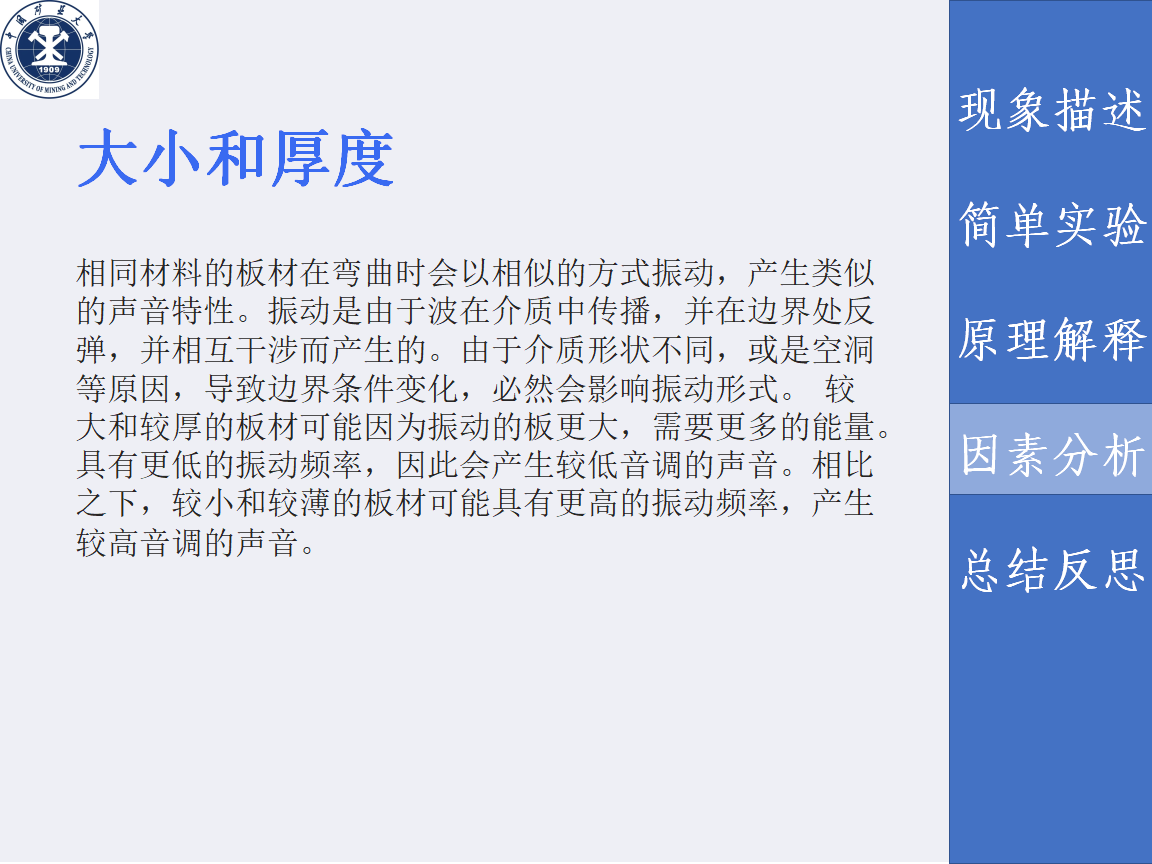 中国矿业大学
CHINA UNIVERSITY OF MINING AND TECHNOLOGY
1909
大小和厚度
相同材料的板材在弯曲时会以相似的方式振动，产生类似
的声音特性。振动是由于波在介质中传播，并在边界处反
弹，并相互干涉而产生的。由于介质形状不同，或是空洞
等原因，导致边界条件变化，必然会影响振动形式。 较
大和较厚的板材可能因为振动的板更大，需要更多的能量。
具有更低的振动频率，因此会产生较低音调的声音。相比
之下，较小和较薄的板材可能具有更高的振动频率，产生
较高音调的声音。
现象描述
简单实验
原理解释
因素分析
总结反思